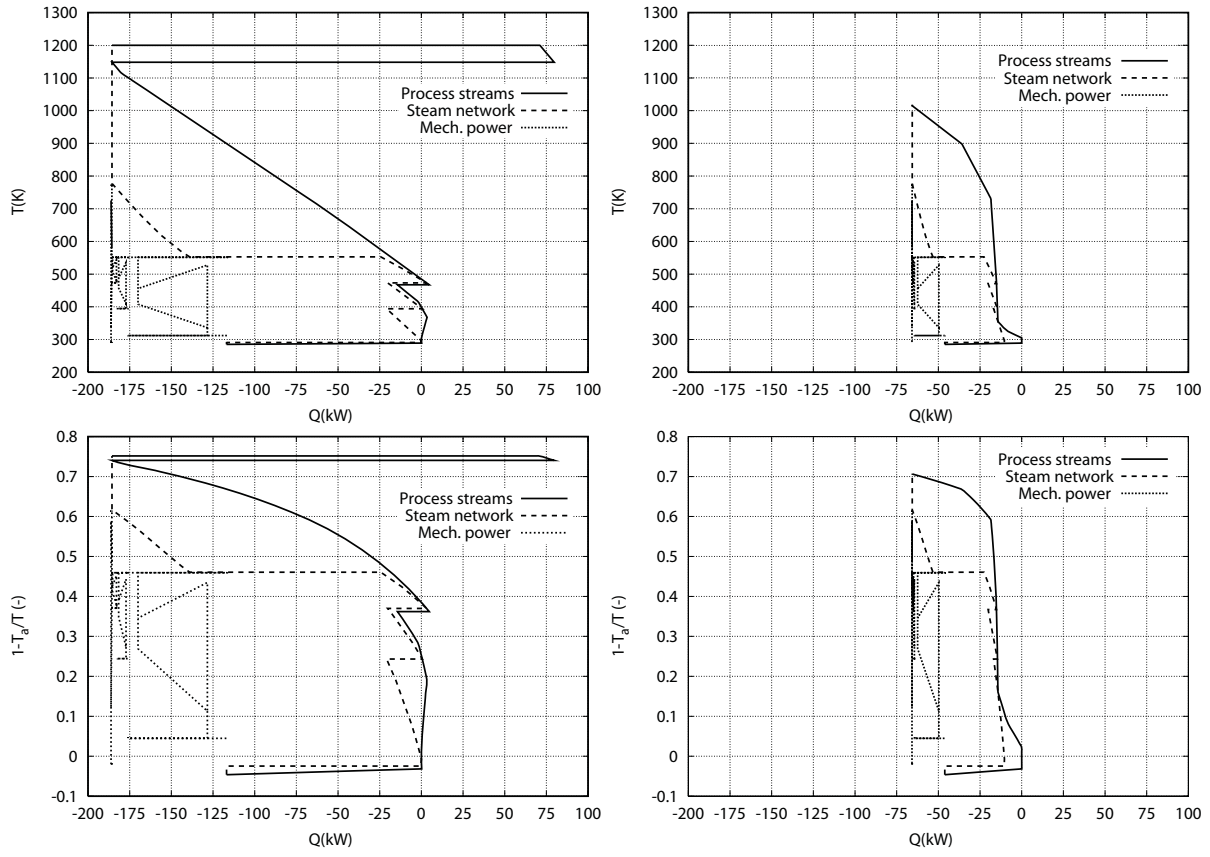 1300
1200
1100
1000
900
800
700
600
500
400
300
200
T(K)
-200 -175 -150 -125 -100 -75 -50 -25 0 25 50 75 100
Q(kW)
Process streams
Steam network
Mech. power
1300
1200
1100
1000
900
800
700
600
500
400
300
200
T(K)
-200 -175 -150 -125 -100 -75 -50 -25 0 25 50 75 100
Q(kW)
Process streams
Steam network
Mech. power
0.8
0.7
0.6
0.5
0.4
0.3
0.2
0.1
0
-0.1
1-Ta/T (-)
-200 -175 -150 -125 -100 -75 -50 -25 0 25 50 75 100
Q(kW)
Process streams
Steam network
Mech. power
0.8
0.7
0.6
0.5
0.4
0.3
0.2
0.1
0
-0.1
1-Ta/T (-)
-200 -175 -150 -125 -100 -75 -50 -25 0 25 50 75 100
Q(kW)
Process streams
Steam network
Mech. power